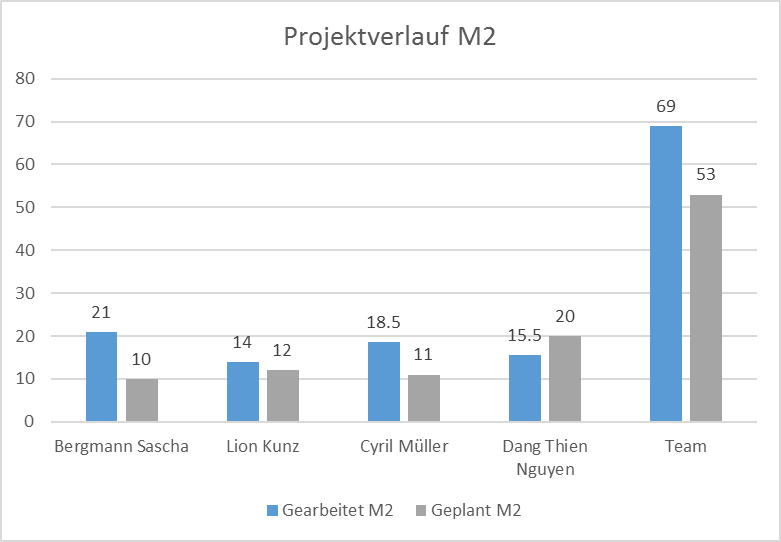 Projektverlauf M2
80
70
60
50
40
30
20
10
0
21
10
14
12
18.5
11
15.5
20
69
53
Bergmann Sascha
Lion Kunz
Cyril Müller
Dang Thien
Nguyen
Team
Gearbeitet M2
Geplant M2